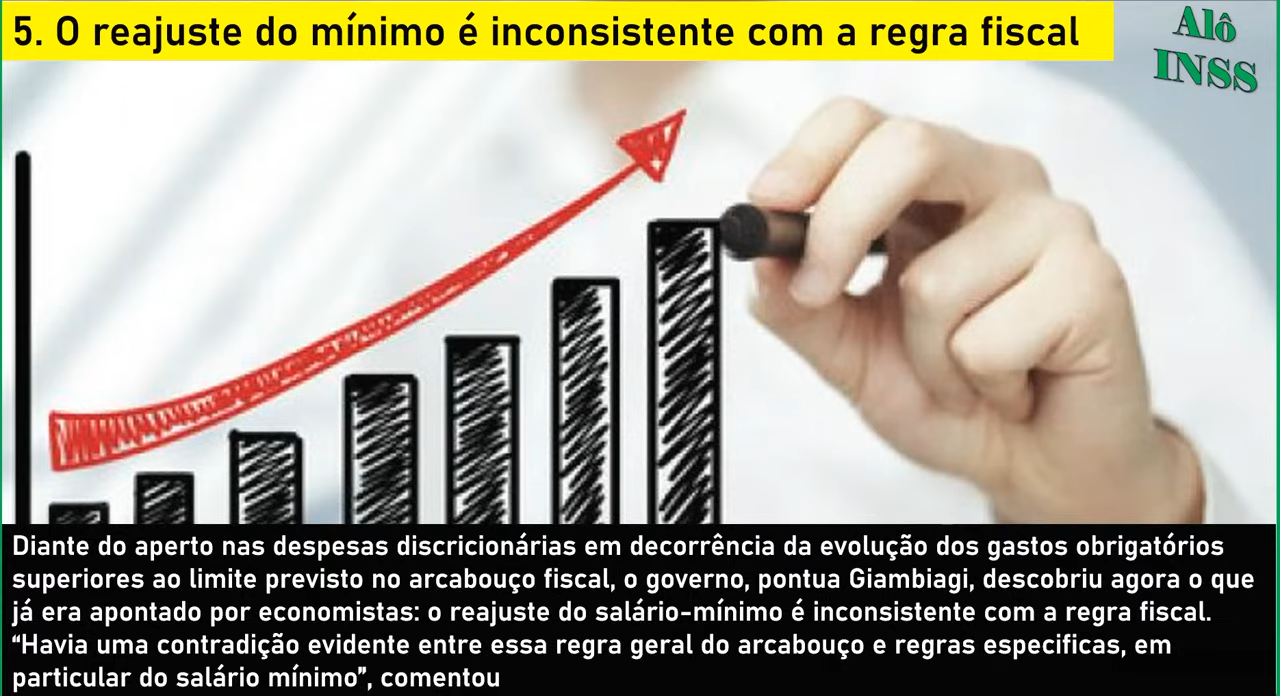 5. O reajuste do mínimo é inconsistente com a regra fiscal
Alô
INSS
Diante do aperto nas despesas discricionárias em decorrência da evolução dos gastos obrigatórios
superiores ao limite previsto no arcabouço fiscal, o governo, pontua Giambiagi, descobriu agora o que
já era apontado por economistas: o reajuste do salário-mínimo é inconsistente com a regra fiscal.
“Havia uma contradição evidente entre essa regra geral do arcabouço e regras especificas, em
particular do salário mínimo”, comentou